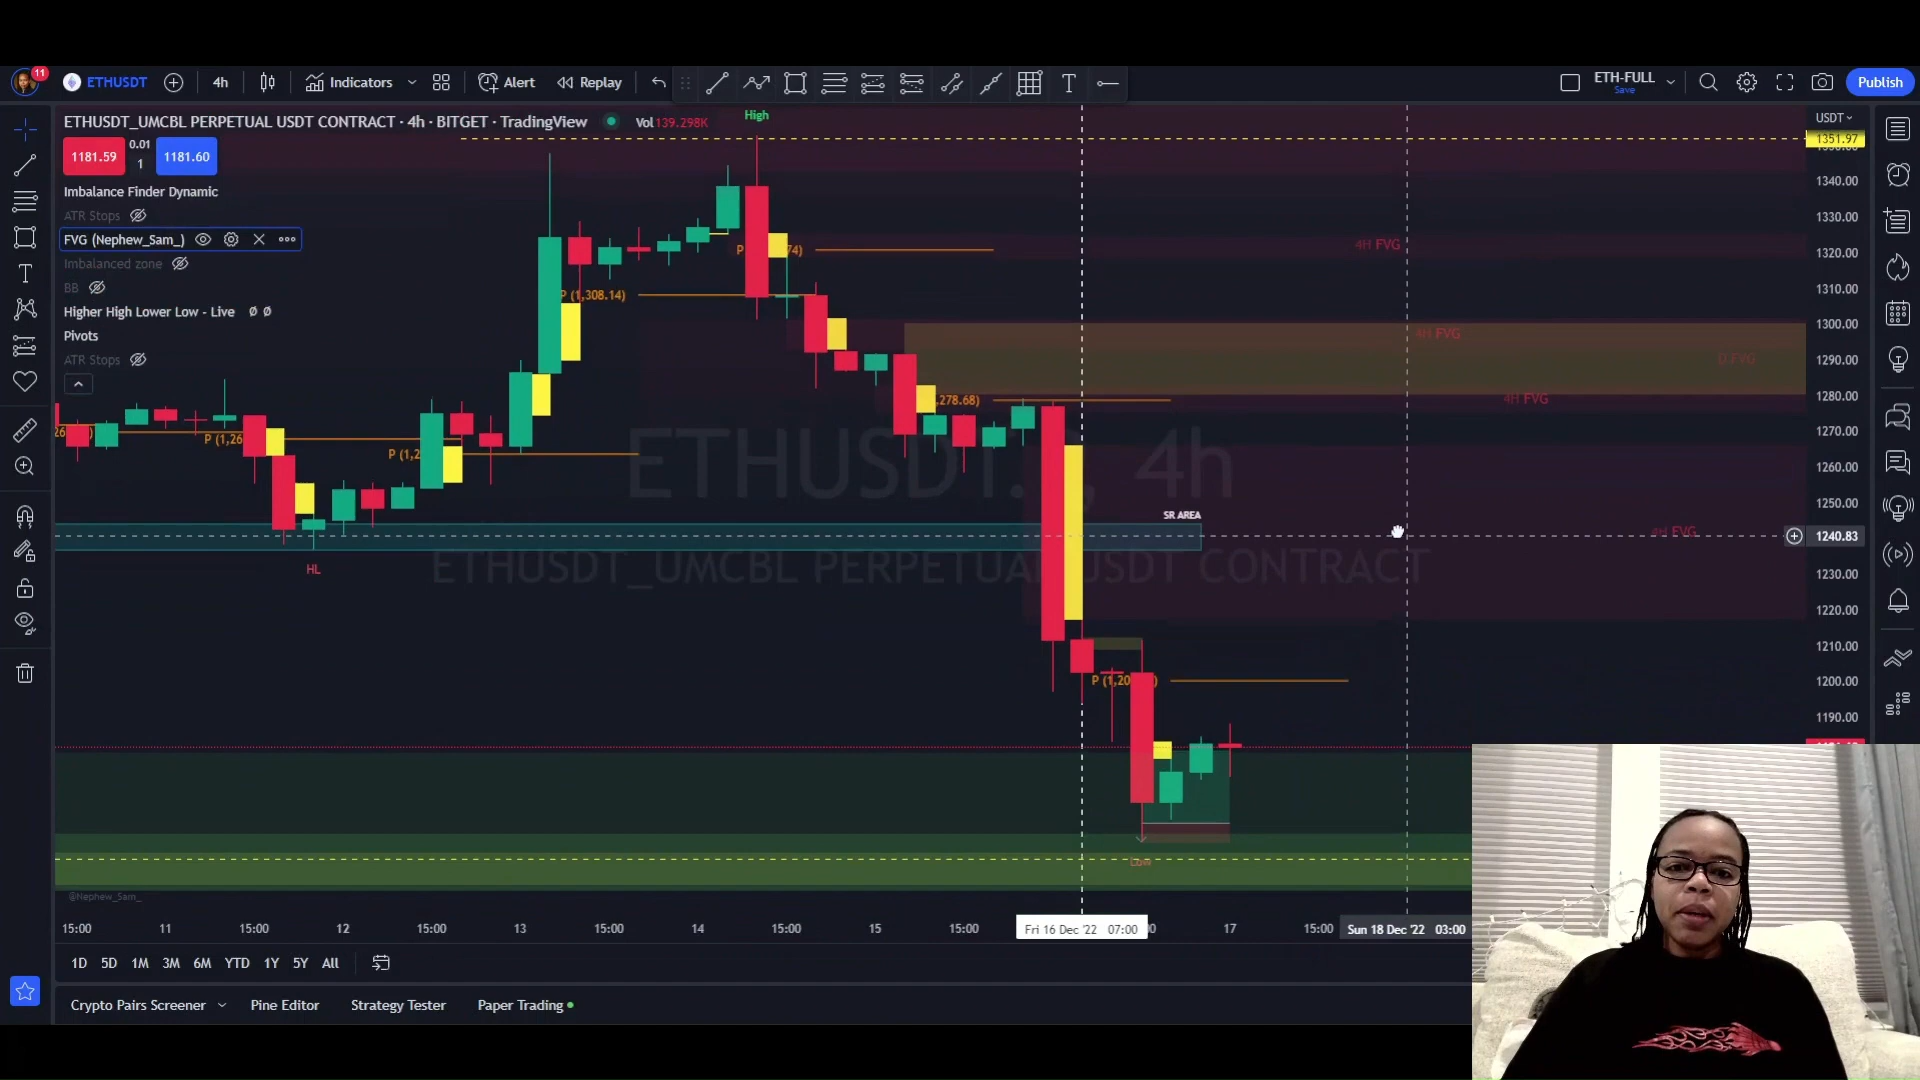 11
ETHUSDT
4h
Indicators
Alert
Replay
T
ETH-FULL
Save
Publish
ETHUSDT_UMCBL PERPETUAL USDT CONTRACT · 4h · BITGET · TradingView
Vol 139.298K
High
USDT
1351.97
1181.59
0.01
1
1181.60
Imbalance Finder Dynamic
ATR Stops
FVG (Nephew_Sam_)
Imbalanced zone
BB
Higher High Lower Low - Live
Ø Ø
Pivots
ATR Stops
1340.00
1330.00
1320.00
1310.00
1300.00
1290.00
1280.00
1270.00
1260.00
1250.00
1240.83
1230.00
1220.00
1210.00
1200.00
1190.00
4H FVG
4H FVG
D FVG
4H FVG
4H FVG
P (1,308.14)
,278.68)
P (1,26
P (1,2
P (1,20
SR AREA
HL
Low
ETHUSDT
4h
ETHUSDT_UMCBL PERPETUAL USDT CONTRACT
@Nephew_Sam_
15:00
11
15:00
12
15:00
13
15:00
14
15:00
15
15:00
Fri 16 Dec '22 07:00
17
15:00
Sun 18 Dec '22 03:00
1D
5D
1M
3M
6M
YTD
1Y
5Y
All
Crypto Pairs Screener
Pine Editor
Strategy Tester
Paper Trading